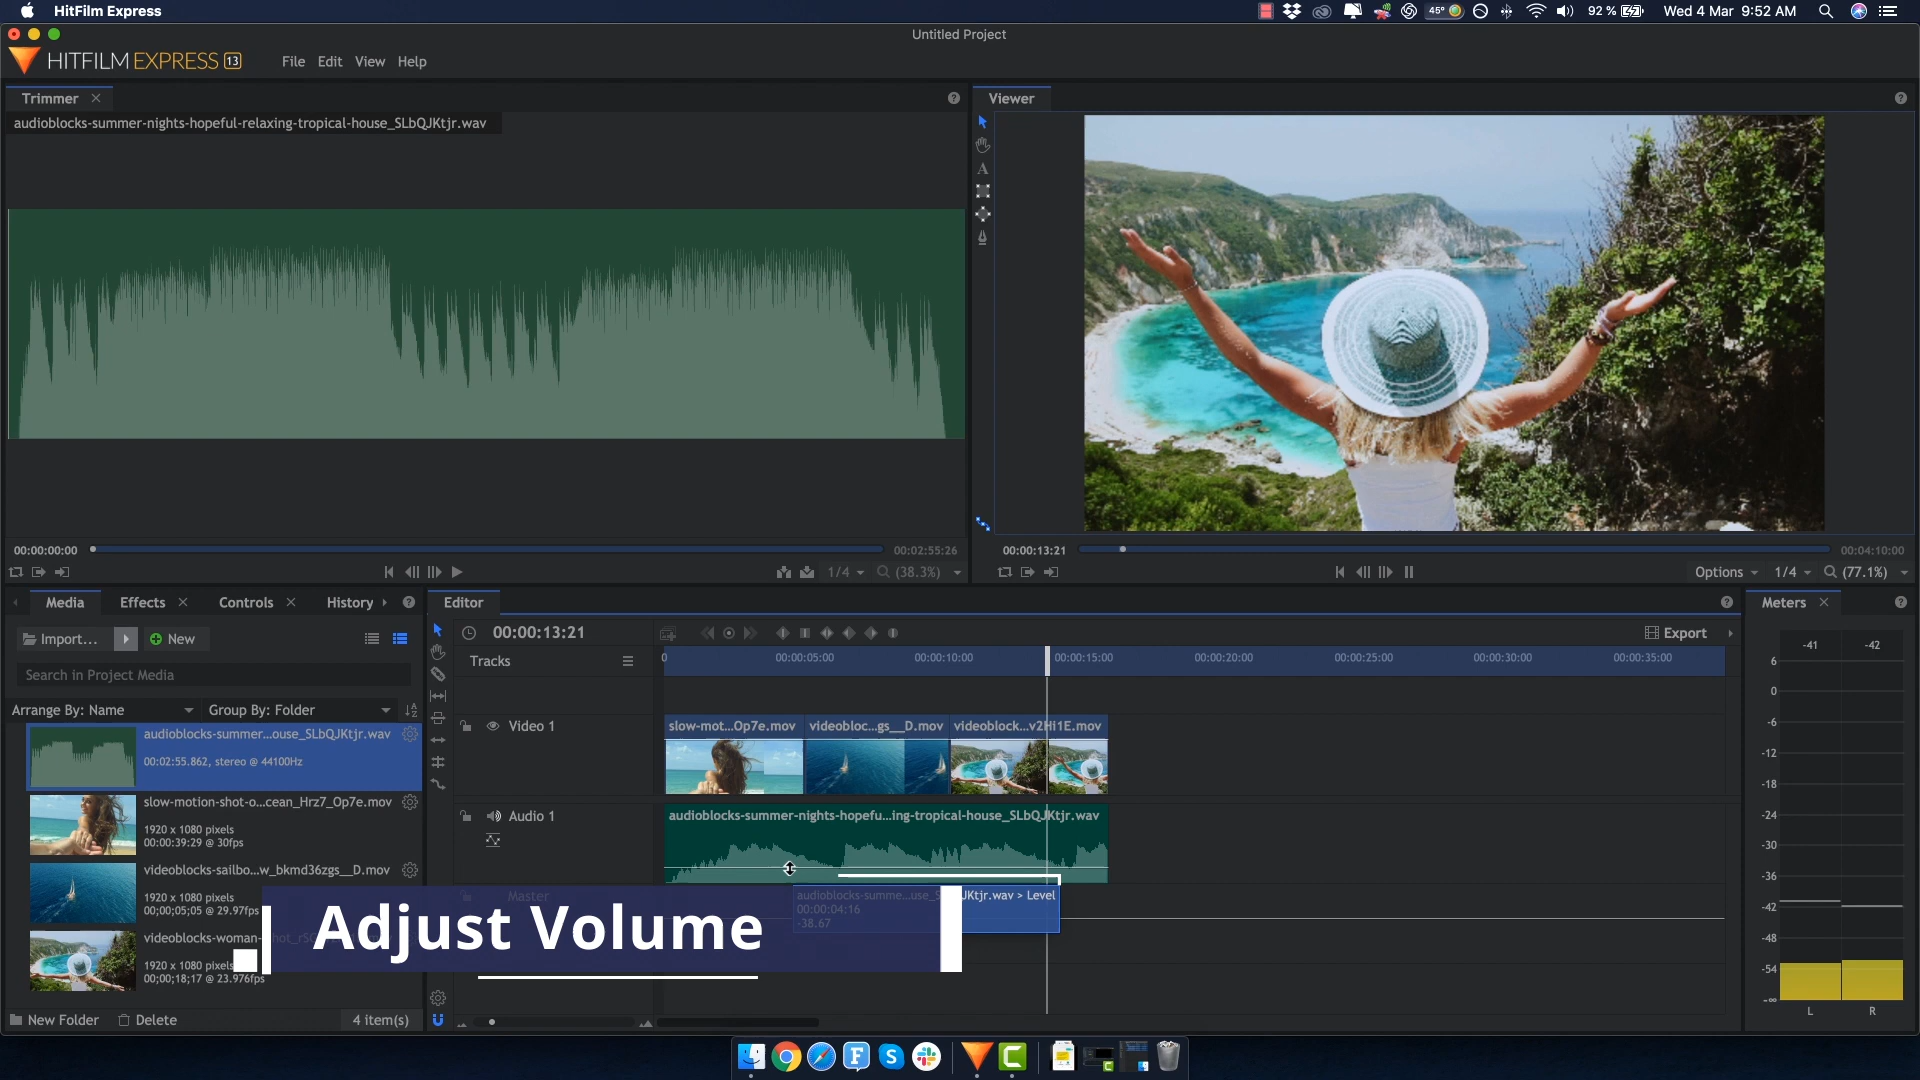 HitFilm Express
45°
92 %
Wed 4 Mar 9:52 AM
Untitled Project
HITFILM EXPRESS 13
File Edit View Help
Trimmer
audioblocks-summer-nights-hopeful-relaxing-tropical-house_SLbQJKtjr.wav
00:00:00:00
00:02:55:26
1/4
(38.3%)
Viewer
A
00:00:13:21
00:04:10:00
Options
1/4
(77.1%)
Media
Effects
Controls
History
Import...
New
Search in Project Media
Arrange By: Name
Group By: Folder
audioblocks-summer...ouse_SLbQJKtjr.wav
00:02:55.862, stereo @ 44100Hz
slow-motion-shot-o...cean_Hrz7_Op7e.mov
1920 x 1080 pixels
00:00:39:29 @ 30fps
videoblocks-sailbo...w_bkmd36zgs__D.mov
1920 x 1080 pixels
00;00;05;05 @ 29.97fps
videoblocks-woman-
1920 x 1080 pixels
00;00;18;17 @ 23.976fps
New Folder
Delete
4 item(s)
Editor
00:00:13:21
Export
Tracks
0
00:00:05:00
00:00:10:00
00:00:15:00
00:00:20:00
00:00:25:00
00:00:30:00
00:00:35:00
Video 1
slow-mot...Op7e.mov
videobloc...gs__D.mov
videoblock...v2Hi1E.mov
Audio 1
audioblocks-summer-nights-hopefu...ing-tropical-house_SLbQJKtjr.wav
Master
audioblocks-summe...use_S JKtjr.wav > Level
00:00:04:16
-38.67
Adjust Volume
Meters
-41
-42
6
0
-6
-12
-18
-24
-30
-36
-42
-48
-54
-∞
L
R